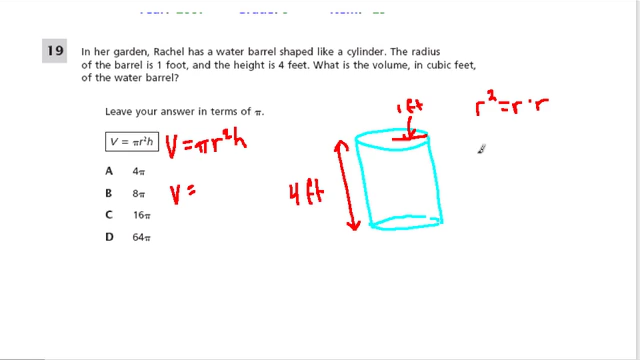 19 In her garden, Rachel has a water barrel shaped like a cylinder. The radius
of the barrel is 1 foot, and the height is 4 feet. What is the volume, in cubic feet,
of the water barrel?
Leave your answer in terms of π.
V = πr²h
V = πr²h
A 4π
B 8π
C 16π
D 64π
V =
4 ft
1 ft
r² = r · r